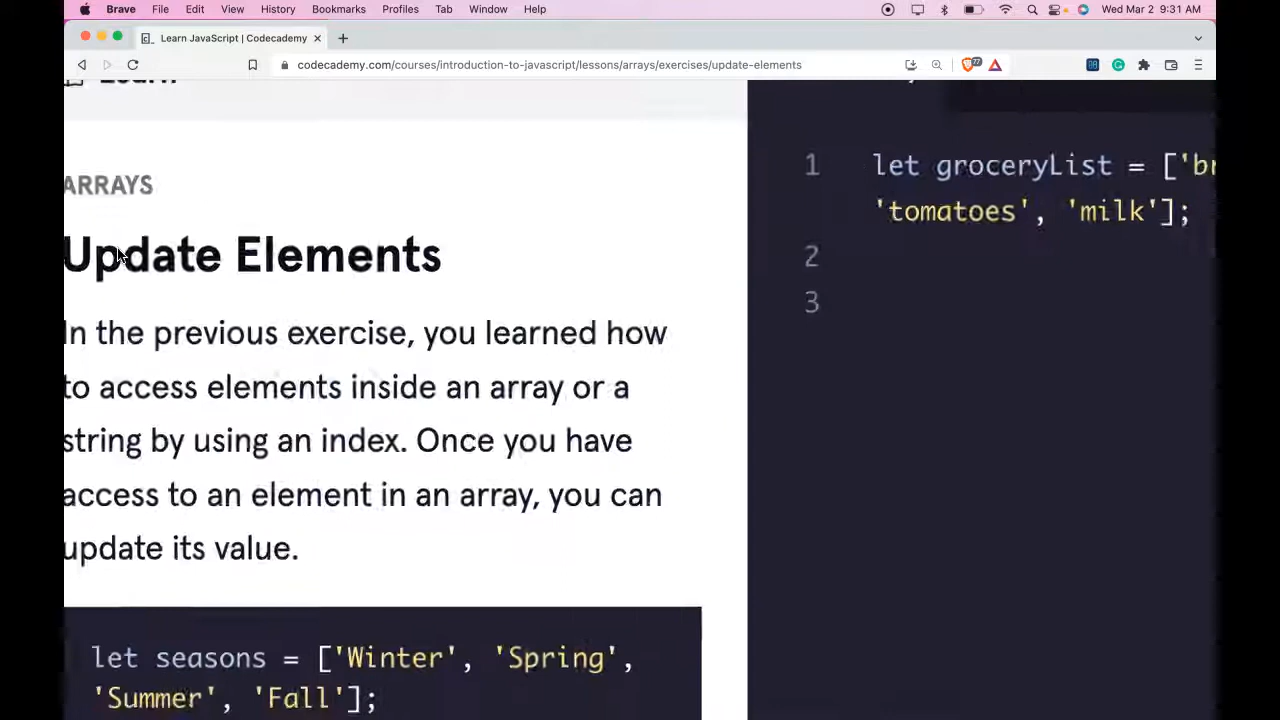 Brave File Edit View History Bookmarks Profiles Tab Window Help Wed Mar 2 9:31 AM
Learn JavaScript | Codecademy
codecademy.com/courses/introduction-to-javascript/lessons/arrays/exercises/update-elements
Learn
ARRAYS
Update Elements
In the previous exercise, you learned how
to access elements inside an array or a
string by using an index. Once you have
access to an element in an array, you can
update its value.
let seasons = ['Winter', 'Spring',
'Summer', 'Fall'];
1 let groceryList = ['br
'tomatoes', 'milk'];
2
3